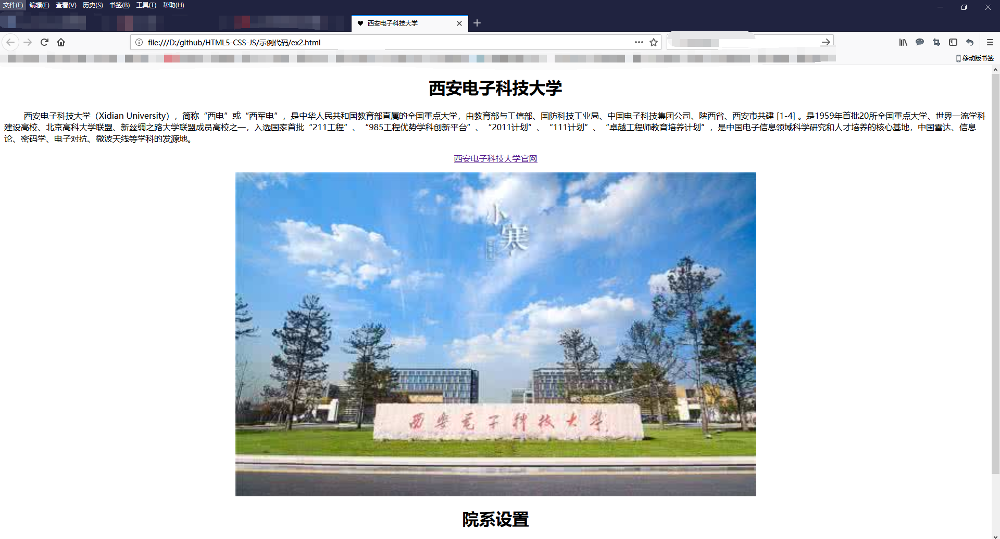 文件(F) 编辑(E) 查看(V) 历史(S) 书签(B) 工具(T) 帮助(H)
西安电子科技大学
file:///D:/github/HTML5-CSS-JS/示例代码/ex2.html
移动版书签
西安电子科技大学
西安电子科技大学（Xidian University），简称“西电”或“西军电”，是中华人民共和国教育部直属的全国重点大学，由教育部与工信部、国防科技工业局、中国电子科技集团公司、陕西省、西安市共建 [1-4] 。是1959年首批20所全国重点大学、世界一流学科
建设高校、北京高科大学联盟、新丝绸之路大学联盟成员高校之一，入选国家首批“211工程”、“985工程优势学科创新平台”、“2011计划”、“111计划”、“卓越工程师教育培养计划”，是中国电子信息领域科学研究和人才培养的核心基地，中国雷达、信息
论、密码学、电子对抗、微波天线等学科的发源地。
西安电子科技大学官网
小
寒
西安电子科技大学
院系设置